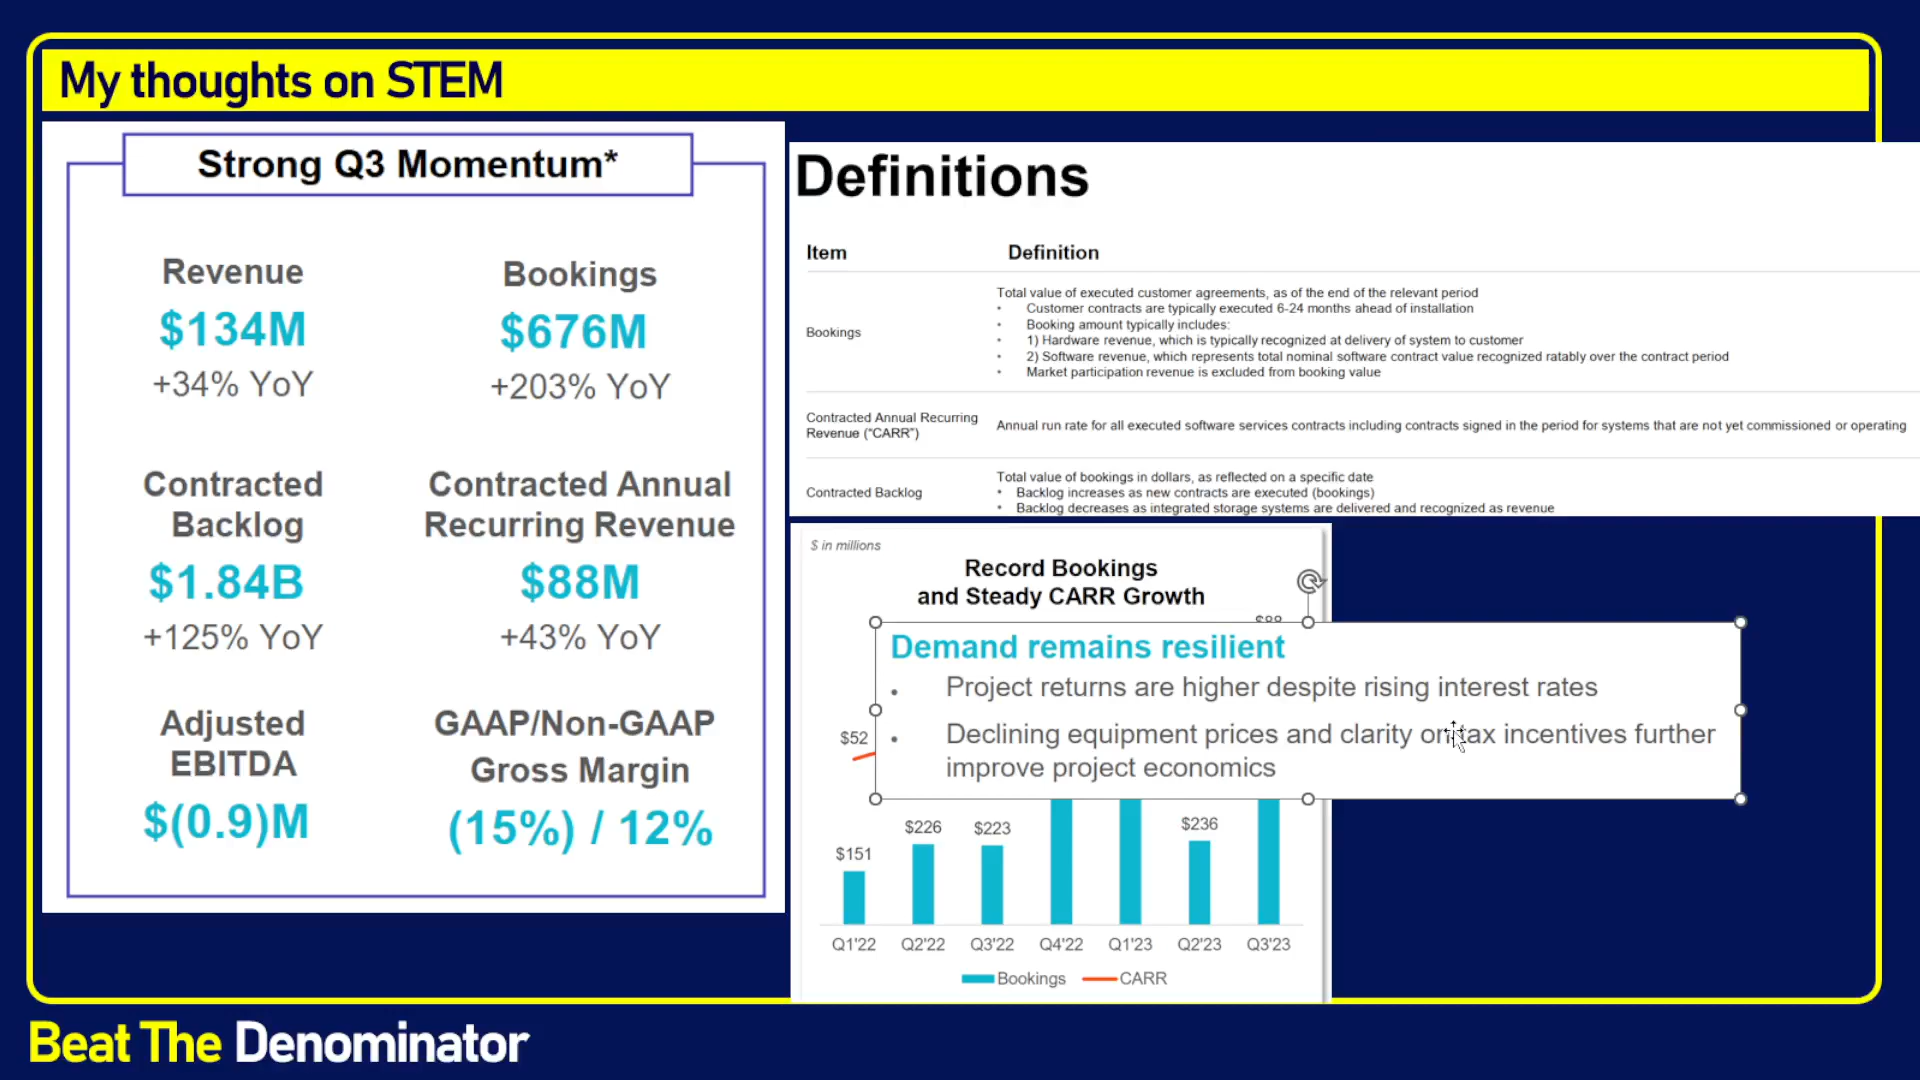 My thoughts on STEM
Strong Q3 Momentum*
Revenue
$134M
+34% YoY
Bookings
$676M
+203% YoY
Contracted
Backlog
$1.84B
+125% YoY
Contracted Annual
Recurring Revenue
$88M
+43% YoY
Adjusted
EBITDA
$(0.9)M
GAAP/Non-GAAP
Gross Margin
(15%) / 12%
Definitions
Item Definition
Bookings
Total value of executed customer agreements, as of the end of the relevant period
• Customer contracts are typically executed 6-24 months ahead of installation
• Booking amount typically includes:
• 1) Hardware revenue, which is typically recognized at delivery of system to customer
• 2) Software revenue, which represents total nominal software contract value recognized ratably over the contract period
• Market participation revenue is excluded from booking value
Contracted Annual Recurring
Revenue (“CARR”)
Annual run rate for all executed software services contracts including contracts signed in the period for systems that are not yet commissioned or operating
Contracted Backlog
Total value of bookings in dollars, as reflected on a specific date
• Backlog increases as new contracts are executed (bookings)
• Backlog decreases as integrated storage systems are delivered and recognized as revenue
$ in millions
Record Bookings
and Steady CARR Growth
Demand remains resilient
• Project returns are higher despite rising interest rates
• Declining equipment prices and clarity on tax incentives further
improve project economics
$52
$151 $226 $223 $236
Q1'22 Q2'22 Q3'22 Q4'22 Q1'23 Q2'23 Q3'23
Bookings CARR
Beat The Denominator